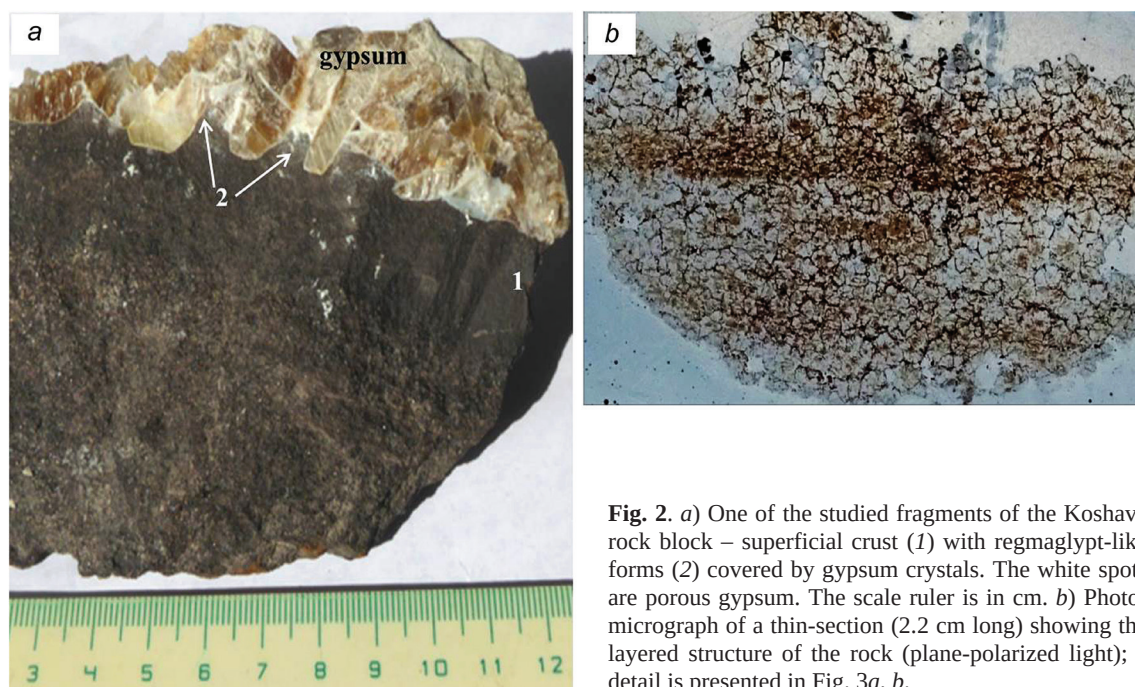 a
gypsum
2
1
3 4 5 6 7 8 9 10 11 12
b
Fig. 2. a) One of the studied fragments of the Koshav
rock block – superficial crust (1) with regmaglypt-lik
forms (2) covered by gypsum crystals. The white spot
are porous gypsum. The scale ruler is in cm. b) Photo
micrograph of a thin-section (2.2 cm long) showing th
layered structure of the rock (plane-polarized light);
detail is presented in Fig. 3a, b.